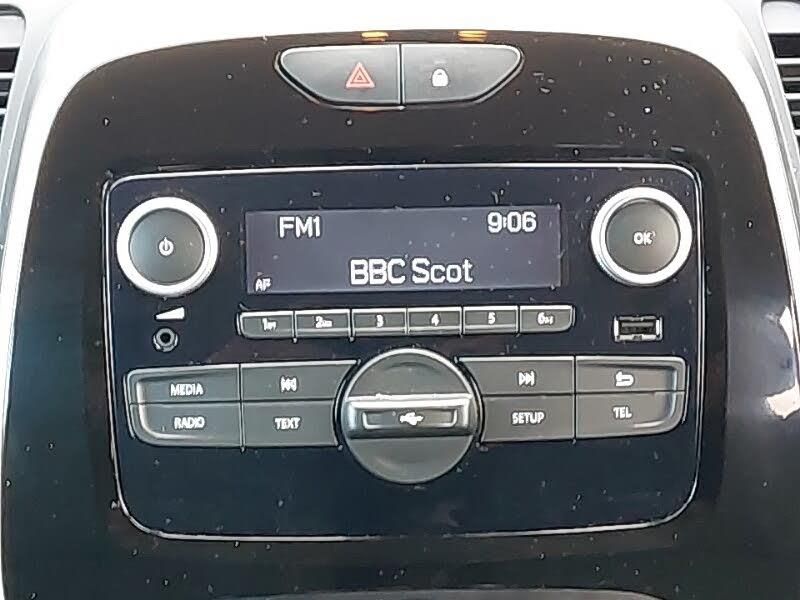 FM1 9:06
AF
BBC Scot
1 2 3 4 5 6
MEDIA
RADIO TEXT SETUP TEL
OK